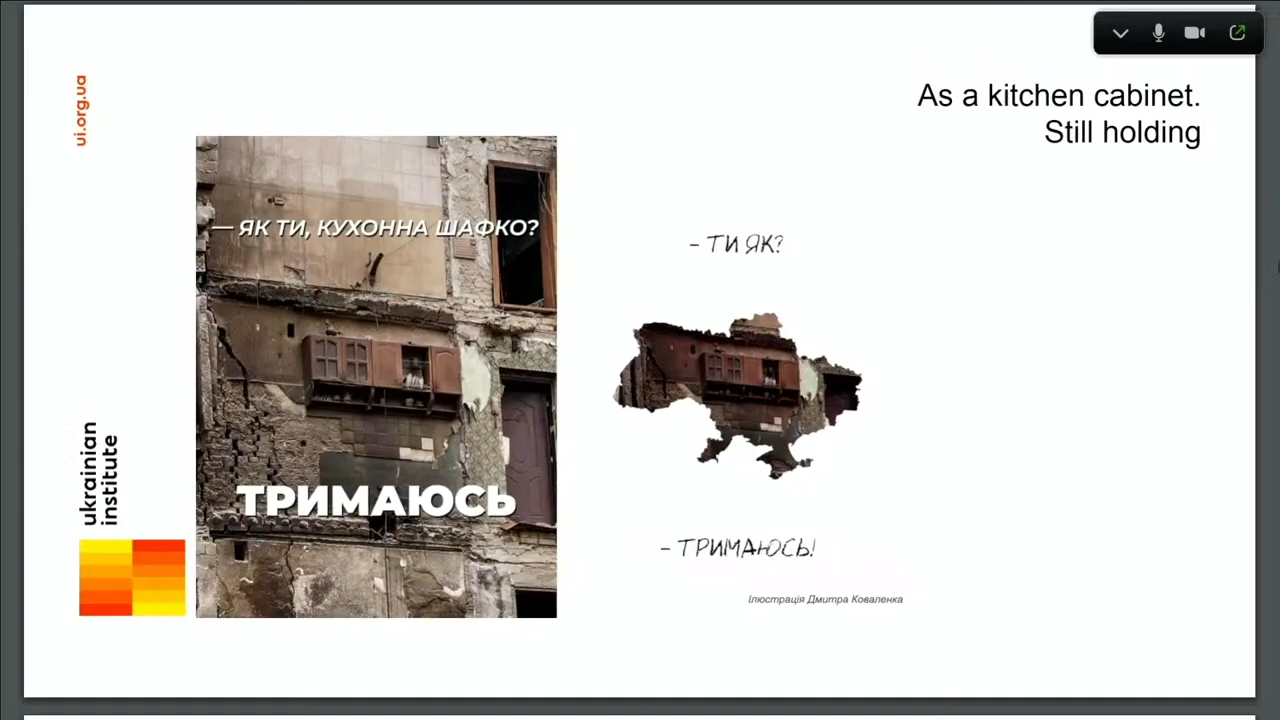 As a kitchen cabinet.
Still holding
ui.org.ua
— ЯК ТИ, КУХОННА ШАФКО?
ТРИМАЮСЬ
– ТИ ЯК?
– ТРИМАЮСЬ!
Ілюстрація Дмитра Коваленка
ukrainian
institute